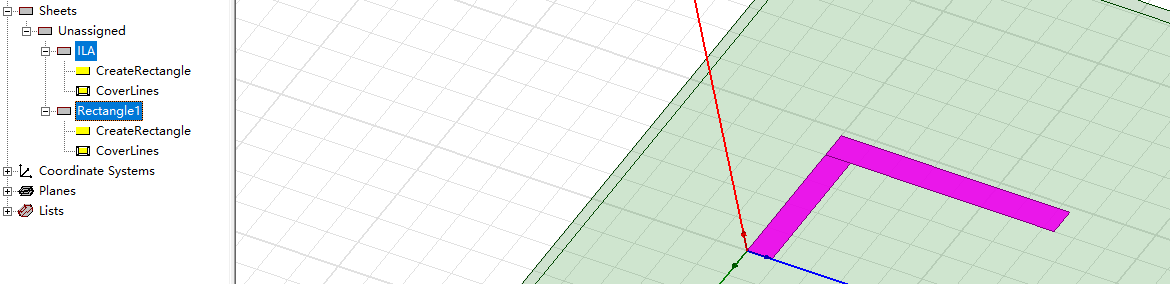 Sheets
Unassigned
ILA
CreateRectangle
CoverLines
Rectangle1
CreateRectangle
CoverLines
Coordinate Systems
Planes
Lists